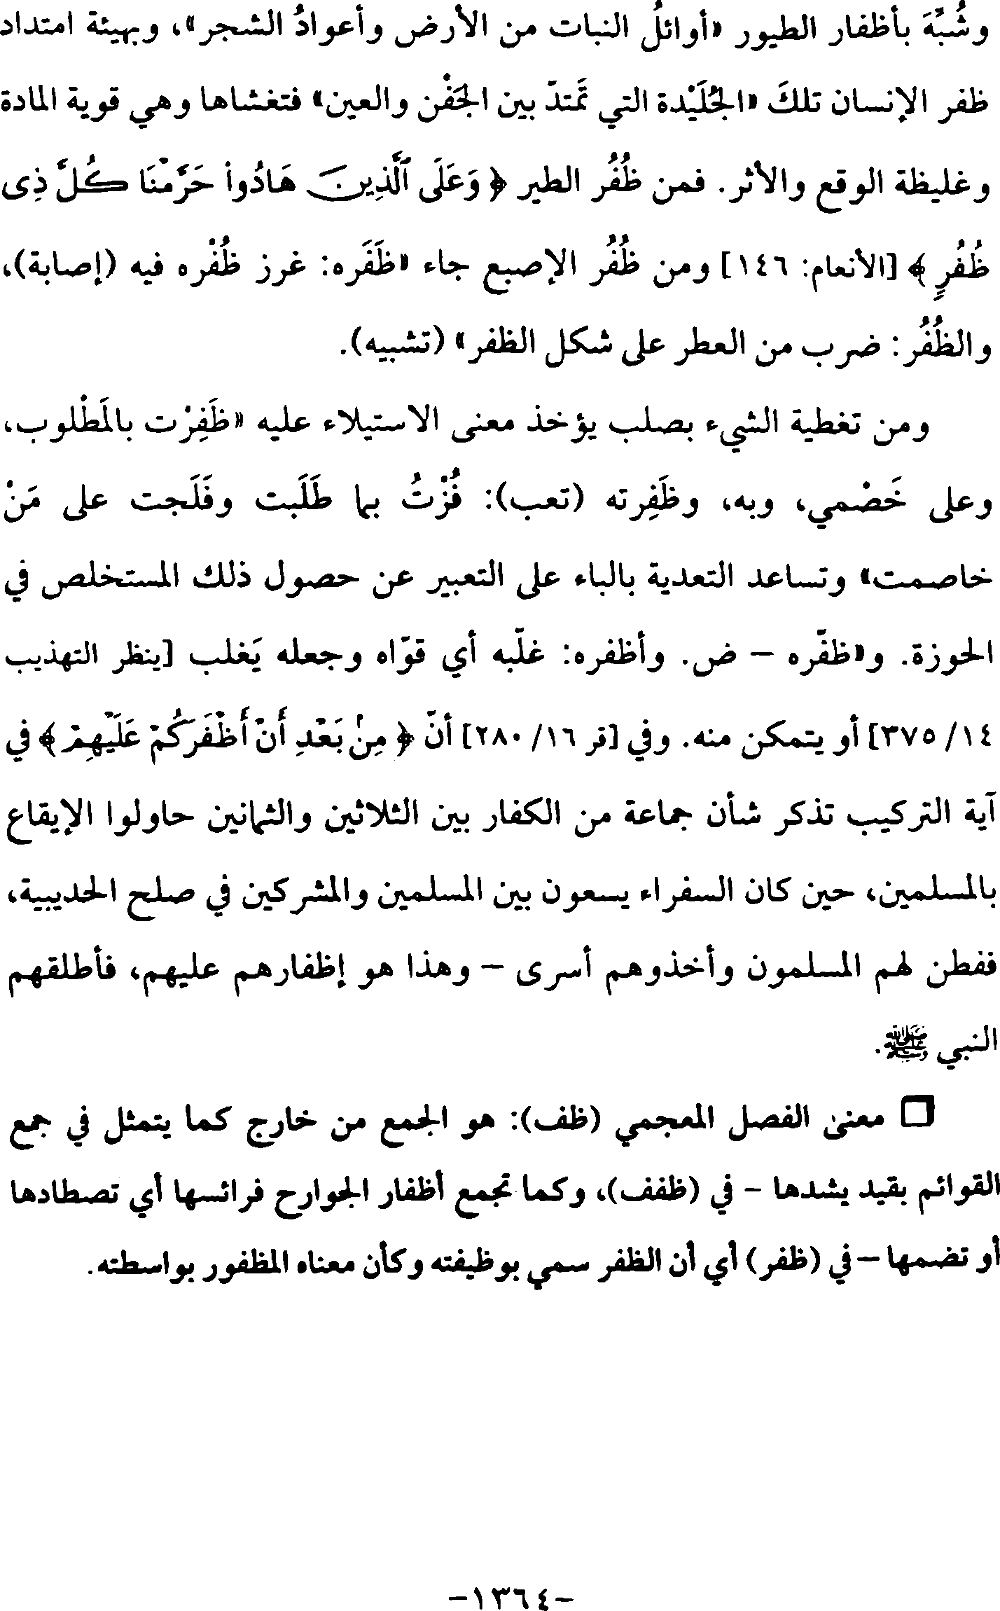 وشُبِّهَ بأظفار الطيور «أوائلُ النبات من الأرض وأعوادُ الشجر»، وبهيئة امتداد
ظفر الإنسان تلكَ «الجُلَيْدة التي تَمتدّ بين الجَفْن والعين» فتغشاها وهي قوية المادة
وغليظة الوقع والأثر. فمن ظُفُر الطير ﴿ وَعَلَى ٱلَّذِينَ هَادُواْ حَرَّمْنَا كُلَّ ذِى
ظُفُرٍ ﴾ [الأنعام: ١٤٦] ومن ظُفُر الإصبع جاء «ظَفَره: غرز ظُفْره فيه (إصابة)،
والظُفُر: ضرب من العطر على شكل الظفر» (تشبيه).
ومن تغطية الشيء بصلب يؤخذ معنى الاستيلاء عليه «ظَفِرْت بالمَطْلوب،
وعلى خَصْمي، وبه، وظَفِرته (تعب): فُزْتُ بما طَلَبت وفَلَجت على مَنْ
خاصمت» وتساعد التعدية بالباء على التعبير عن حصول ذلك المستخلص في
الحوزة. و«ظفّره – ض. وأظفره: غلّبه أي قوّاه وجعله يَغلب [ينظر التهذيب
١٤/ ٣٧٥] أو يتمكن منه. وفي [قر ١٦/ ٢٨٠] أنّ ﴿ مِنۢ بَعْدِ أَنْ أَظْفَرَكُمْ عَلَيْهِمْ ﴾ في
آية التركيب تذكر شأن جماعة من الكفار بين الثلاثين والثمانين حاولوا الإيقاع
بالمسلمين، حين كان السفراء يسعون بين المسلمين والمشركين في صلح الحديبية،
ففطن لهم المسلمون وأخذوهم أسرى – وهذا هو إظفارهم عليهم، فأطلقهم
النبي ﷺ.
□ معنى الفصل المعجمي (ظف): هو الجمع من خارج كما يتمثل في جمع
القوائم بقيد يشدها – في (ظفف)، وكما تجمع أظفار الجوارح فرائسها أي تصطادها
أو تضمها – في (ظفر) أي أن الظفر سمي بوظيفته وكأن معناه المظفور بواسطته.
-١٣٦٤-